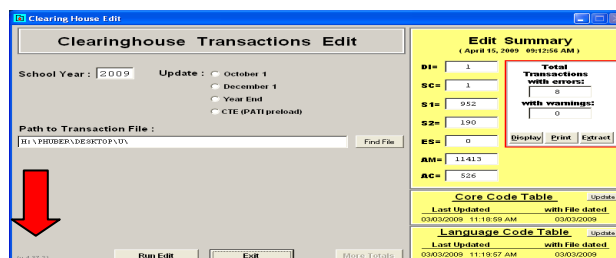 Clearing House Edit
Clearinghouse Transactions Edit
School Year : 2009 Update : October 1
December 1
Year End
CTE (PATI preload)
Path to Transaction File :
H:\PHUBER\DESKTOP\U\ Find File
Run Edit Exit More Totals
Edit Summary
( April 15, 2009 09:12:56 AM )
DI= 1
SC= 1
S1= 952
S2= 190
ES= 0
AM= 11413
AC= 526
Total
Transactions
with errors:
8
with warnings:
0
Display Print Extract
Core Code Table Update
Last Updated with File dated
03/03/2009 11:18:59 AM 03/03/2009
Language Code Table Update
Last Updated with File dated
03/03/2009 11:19:57 AM 03/03/2009